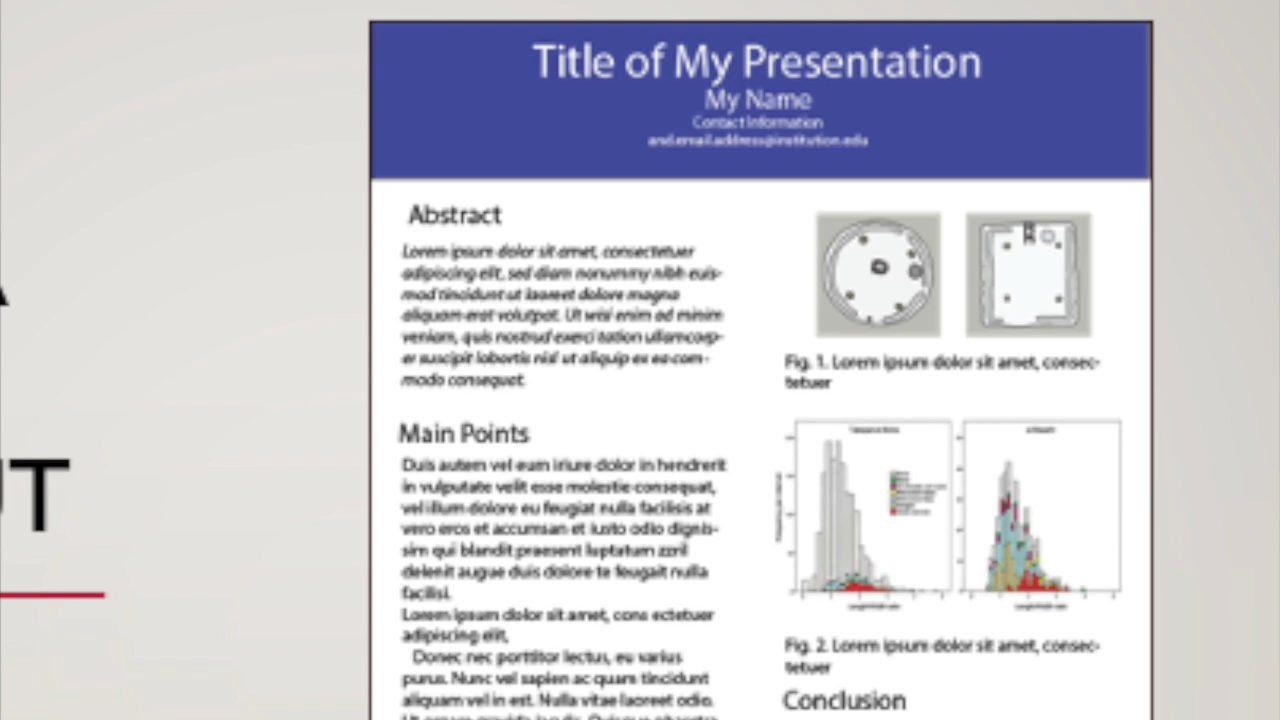 UT
Title of My Presentation
My Name
Contact Information
and.email.address@institution.edu
Abstract
Lorem ipsum dolor sit amet, consectetuer
adipiscing elit, sed diam nonummy nibh euis-
mod tincidunt ut laoreet dolore magna
aliquam erat volutpat. Ut wisi enim ad minim
veniam, quis nostrud exerci tation ullamcorp-
er suscipit lobortis nisl ut aliquip ex ea com-
modo consequat.
Main Points
Duis autem vel eum iriure dolor in hendrerit
in vulputate velit esse molestie consequat,
vel illum dolore eu feugiat nulla facilisis at
vero eros et accumsan et iusto odio dignis-
sim qui blandit praesent luptatum zzril
delenit augue duis dolore te feugait nulla
facilisi.
Lorem ipsum dolor sit amet, cons ectetuer
adipiscing elit,
Donec nec porttitor lectus, eu varius
purus. Nunc vel sapien ac quam tincidunt
aliquam vel in est. Nulla vitae laoreet odio.
Fig. 1. Lorem ipsum dolor sit amet, consec-
tetuer
Fig. 2. Lorem ipsum dolor sit amet, consec-
tetuer
Conclusion